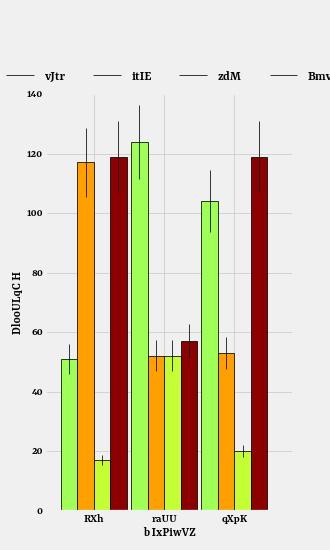 vJtr itIE zdM Bmv
140
120
100
80
60
40
20
0
DlooULqC H
RXh raUU qXpK
bIxPiwVZ